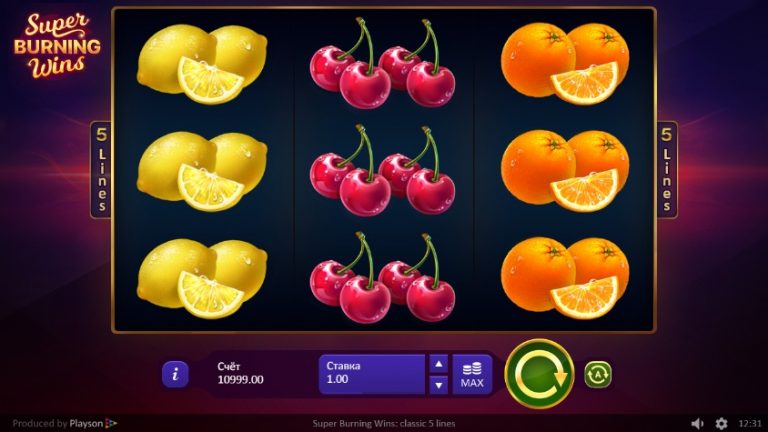 Super
BURNING
Wins
5 Lines
5 Lines
i
Счёт
10999.00
Ставка
1.00
MAX
A
Produced by Playson
Super Burning Wins: classic 5 lines
12:31